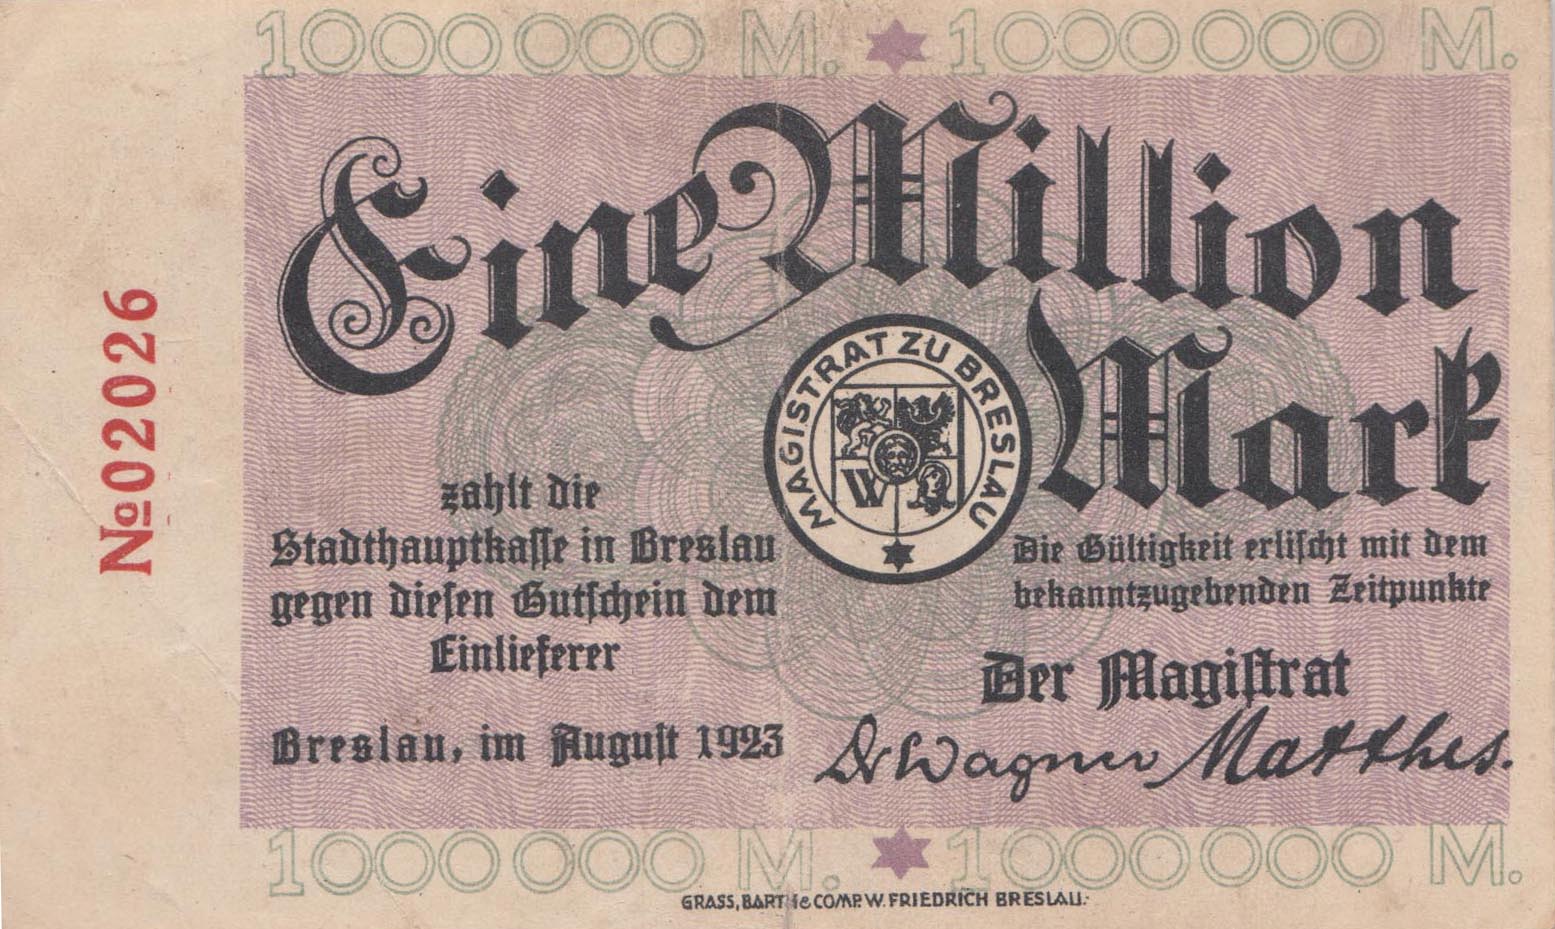 1000000 M. ✶ 1000000 M.
Eine Million
Mark
MAGISTRAT ZU BRESLAU
W
№02026
zahlt die
Stadthauptkasse in Breslau
gegen diesen Gutschein dem
Einlieferer
Die Gültigkeit erlischt mit dem
bekanntzugebenden Zeitpunkte
Der Magistrat
Breslau, im August 1923
Dr Wagner Matthes.
1000000 M. ✶ 1000000 M.
GRASS, BARTH & COMP. W. FRIEDRICH BRESLAU.